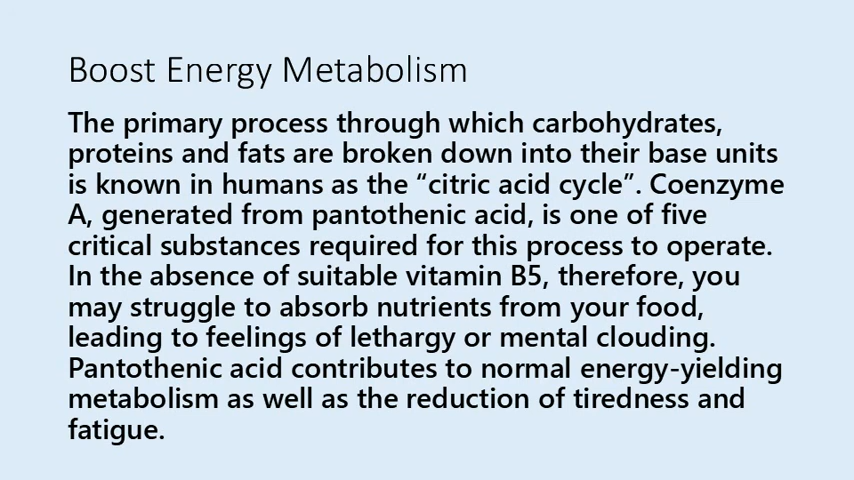 Boost Energy Metabolism
The primary process through which carbohydrates,
proteins and fats are broken down into their base units
is known in humans as the “citric acid cycle”. Coenzyme
A, generated from pantothenic acid, is one of five
critical substances required for this process to operate.
In the absence of suitable vitamin B5, therefore, you
may struggle to absorb nutrients from your food,
leading to feelings of lethargy or mental clouding.
Pantothenic acid contributes to normal energy-yielding
metabolism as well as the reduction of tiredness and
fatigue.